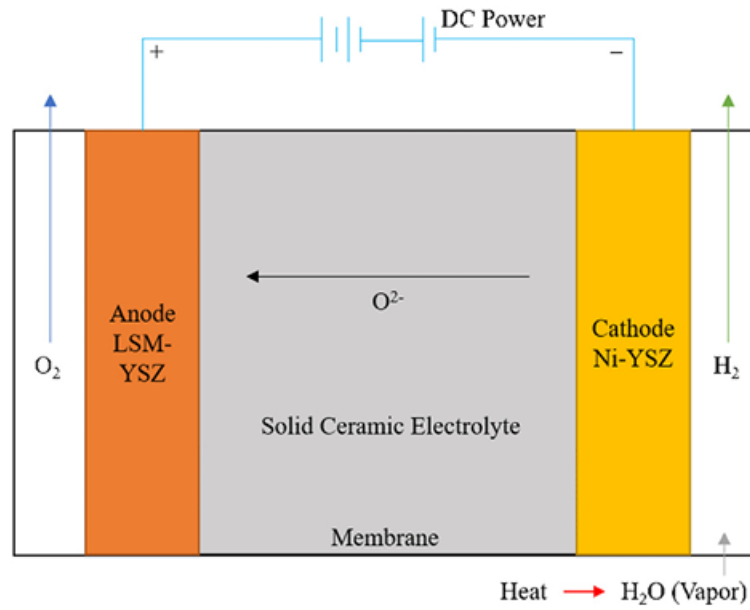 DC Power
+
−
O²⁻
Anode
LSM-
YSZ
Cathode
Ni-YSZ
O₂
H₂
Solid Ceramic Electrolyte
Membrane
Heat
H₂O (Vapor)